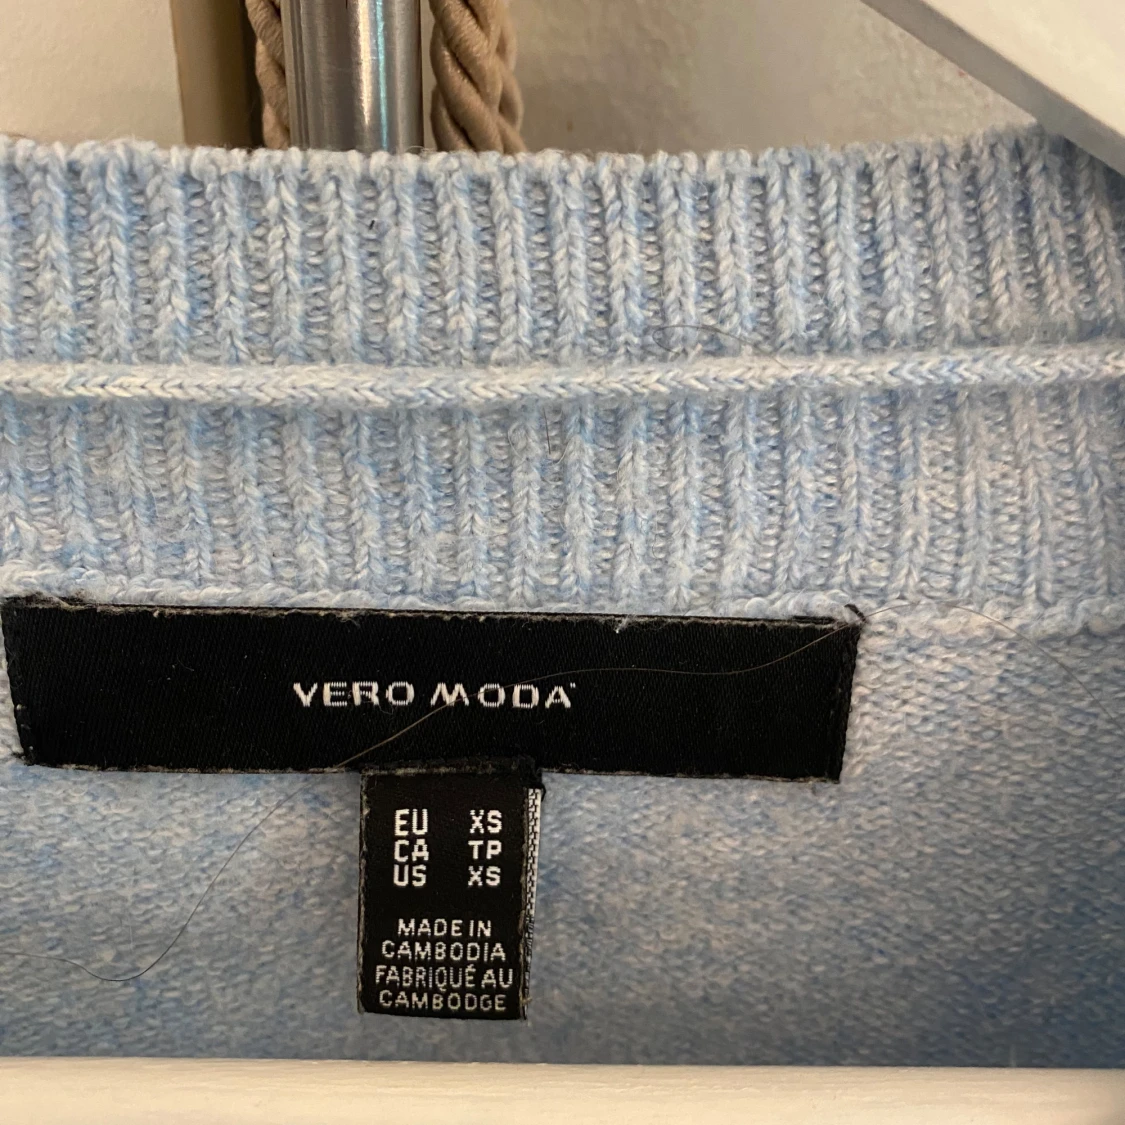 VERO MODA
EU XS
CA TP
US XS
MADE IN
CAMBODIA
FABRIQUÉ AU
CAMBODGE